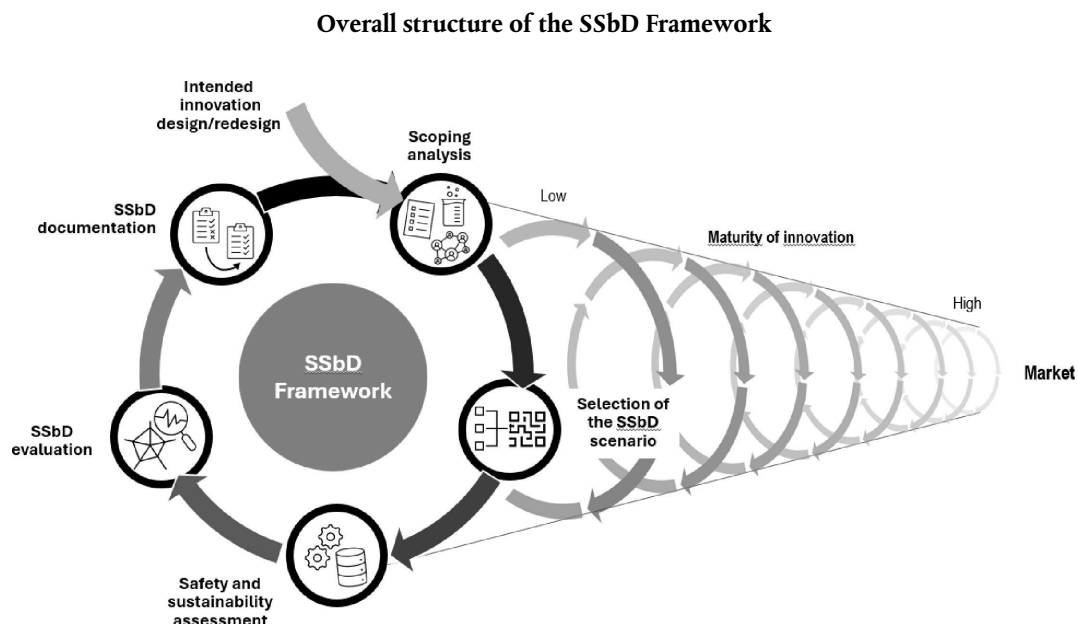 Overall structure of the SSbD Framework
Intended
innovation
design/redesign
Scoping
analysis
Low
SSbD
documentation
Maturity of innovation
High
SSbD
Framework
Market
Selection of
the SSbD
scenario
SSbD
evaluation
Safety and
sustainability
assessment